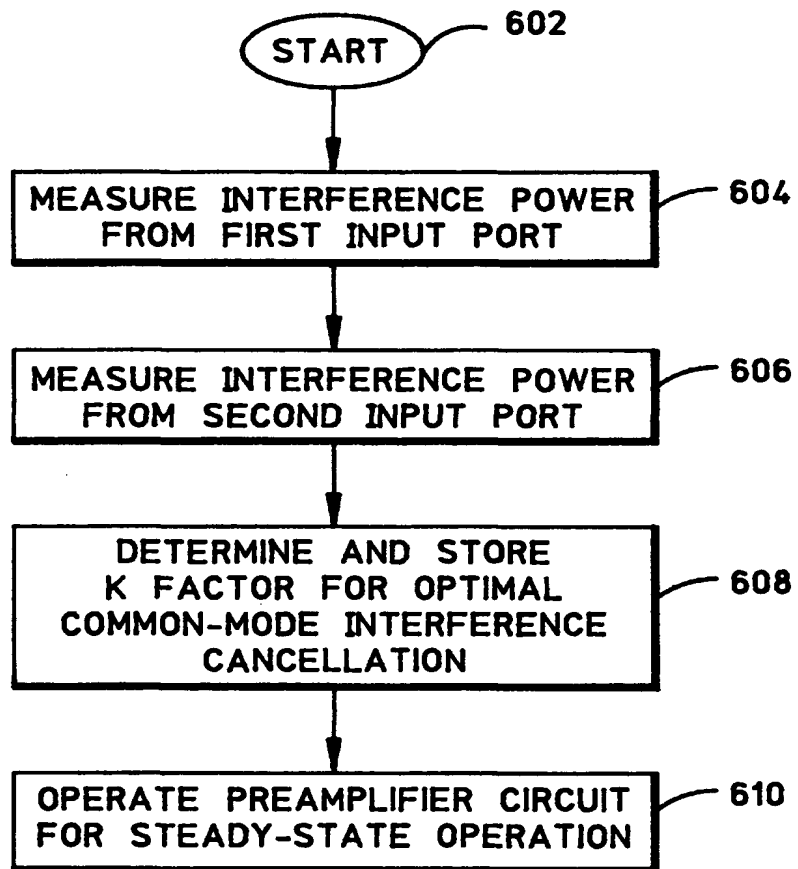 START
602
MEASURE INTERFERENCE POWER
FROM FIRST INPUT PORT
604
MEASURE INTERFERENCE POWER
FROM SECOND INPUT PORT
606
DETERMINE AND STORE
K FACTOR FOR OPTIMAL
COMMON-MODE INTERFERENCE
CANCELLATION
608
OPERATE PREAMPLIFIER CIRCUIT
FOR STEADY-STATE OPERATION
610